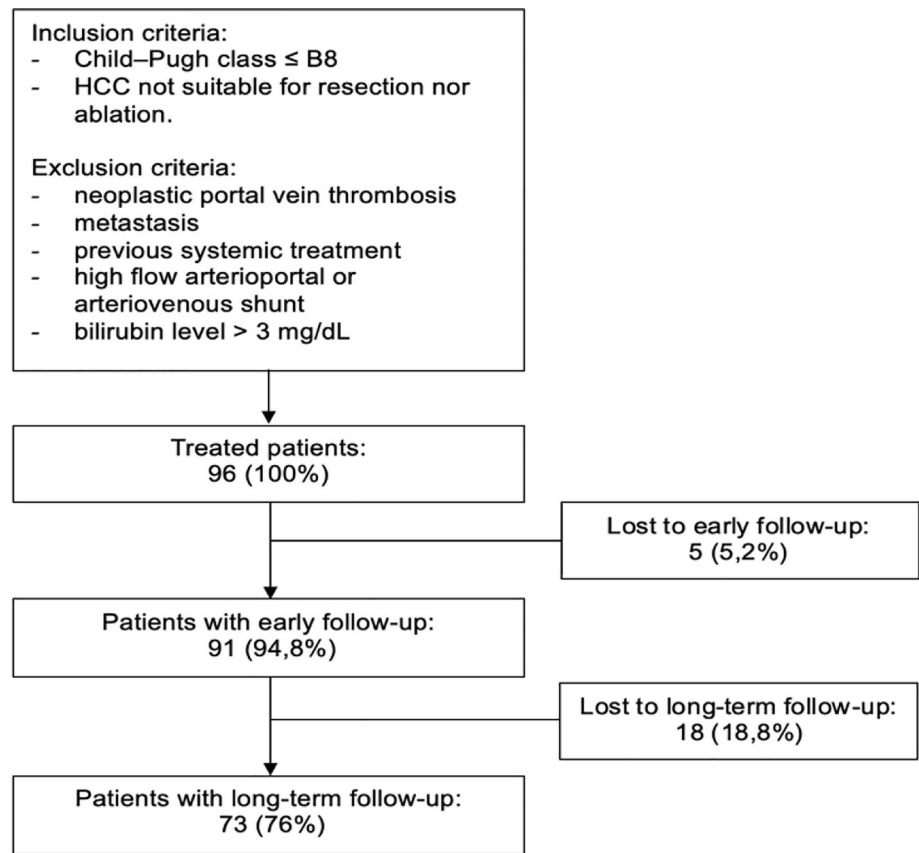 Inclusion criteria:
- Child–Pugh class ≤ B8
- HCC not suitable for resection nor
ablation.
Exclusion criteria:
- neoplastic portal vein thrombosis
- metastasis
- previous systemic treatment
- high flow arterioportal or
arteriovenous shunt
- bilirubin level > 3 mg/dL
Treated patients:
96 (100%)
Lost to early follow-up:
5 (5,2%)
Patients with early follow-up:
91 (94,8%)
Lost to long-term follow-up:
18 (18,8%)
Patients with long-term follow-up:
73 (76%)